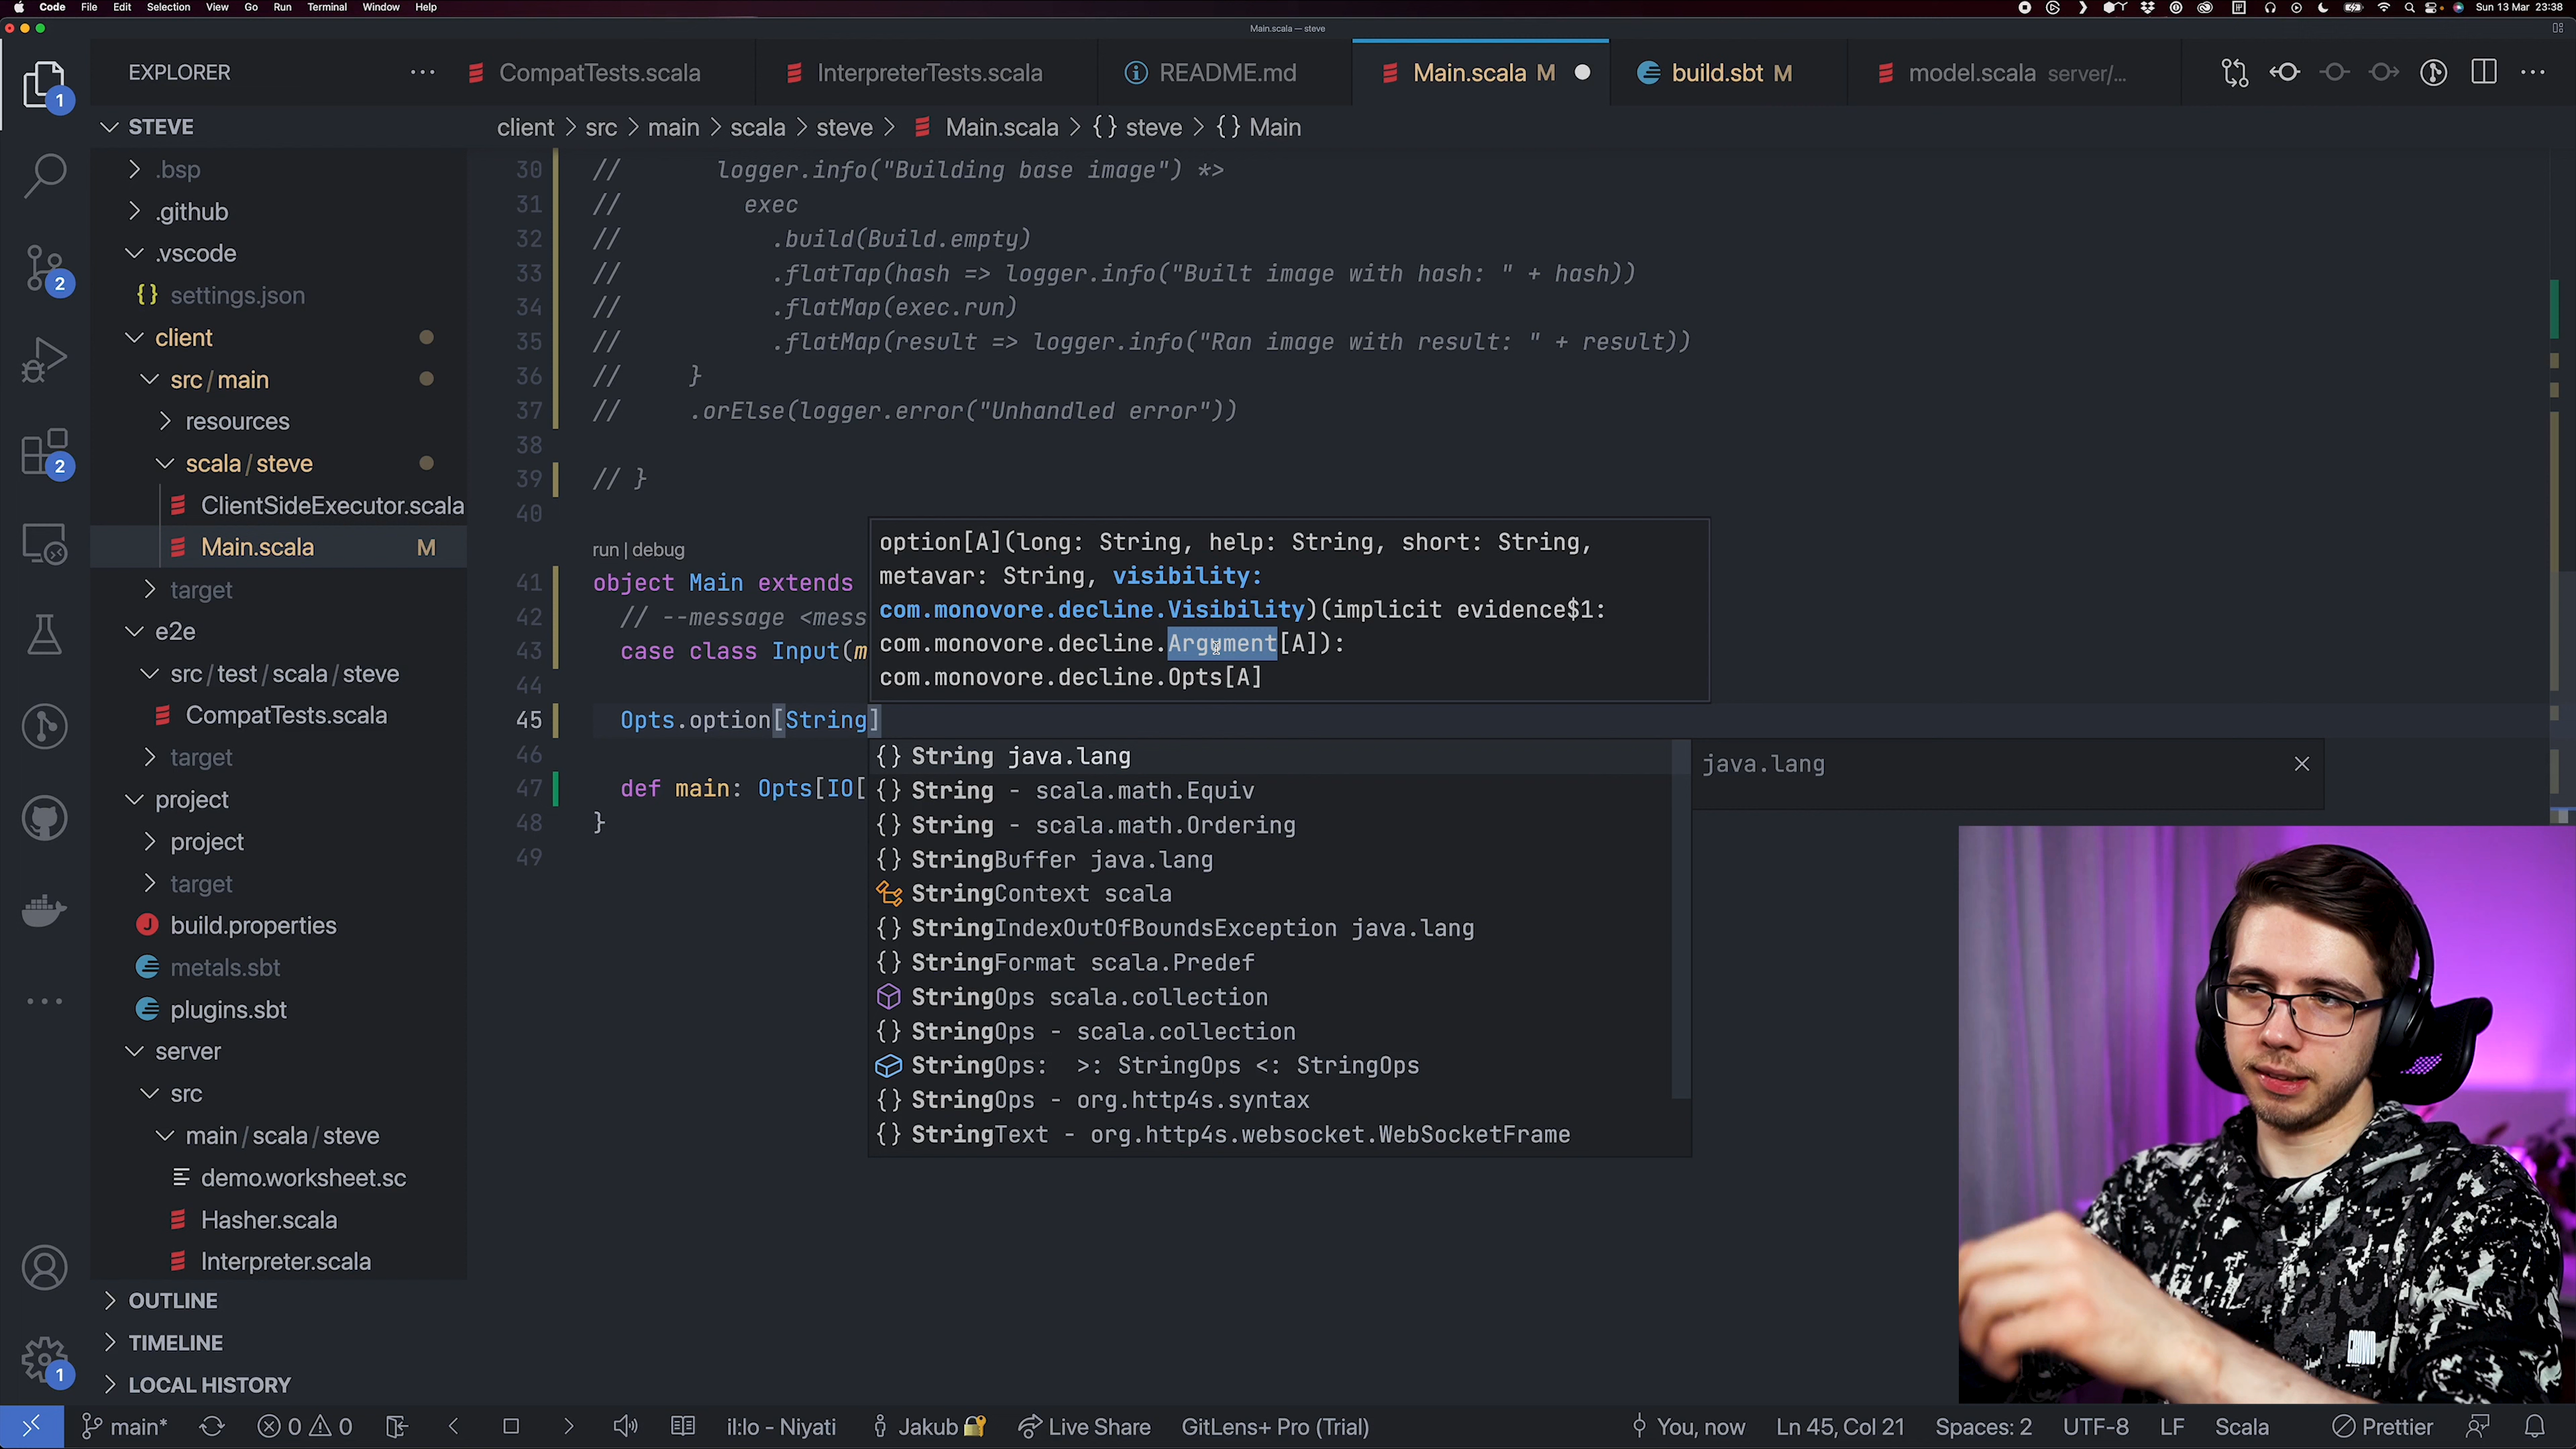 Code File Edit Selection View Go Run Terminal Window Help Sun 13 Mar 23:38
Main.scala — steve
EXPLORER
CompatTests.scala InterpreterTests.scala README.md Main.scala M build.sbt M model.scala server/...
STEVE
client > src > main > scala > steve > Main.scala > {} steve > {} Main
.bsp
.github
.vscode
{} settings.json
client
src/main
resources
scala/steve
ClientSideExecutor.scala
Main.scala M
target
e2e
src/test/scala/steve
CompatTests.scala
target
project
project
target
build.properties
metals.sbt
plugins.sbt
server
src
main/scala/steve
demo.worksheet.sc
Hasher.scala
Interpreter.scala
OUTLINE
TIMELINE
LOCAL HISTORY
1
2
2
1
30 // logger.info("Building base image") *>
31 // exec
32 // .build(Build.empty)
33 // .flatTap(hash => logger.info("Built image with hash: " + hash))
34 // .flatMap(exec.run)
35 // .flatMap(result => logger.info("Ran image with result: " + result))
36 // }
37 // .orElse(logger.error("Unhandled error"))
38
39 // }
40
run | debug
41 object Main extends
42 // --message <mess
43 case class Input(m
44
45 Opts.option[String]
46
47 def main: Opts[IO[
48 }
49
option[A](long: String, help: String, short: String,
metavar: String, visibility:
com.monovore.decline.Visibility)(implicit evidence$1:
com.monovore.decline.Argument[A]):
com.monovore.decline.Opts[A]
{} String java.lang
{} String - scala.math.Equiv
{} String - scala.math.Ordering
{} StringBuffer java.lang
StringContext scala
{} StringIndexOutOfBoundsException java.lang
{} StringFormat scala.Predef
StringOps scala.collection
{} StringOps - scala.collection
StringOps: >: StringOps <: StringOps
{} StringOps - org.http4s.syntax
{} StringText - org.http4s.websocket.WebSocketFrame
java.lang
main* 0 0 il:lo - Niyati Jakub Live Share GitLens+ Pro (Trial) You, now Ln 45, Col 21 Spaces: 2 UTF-8 LF Scala Prettier